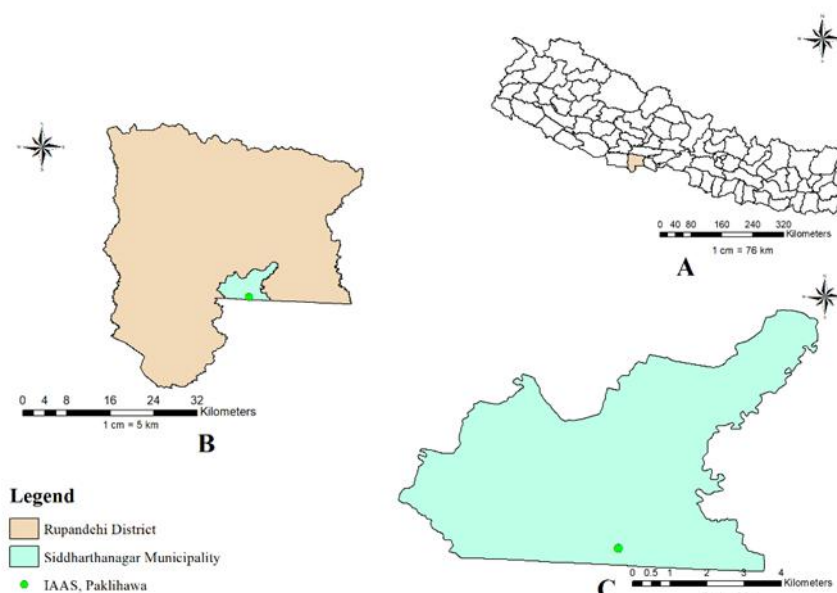 0 40 80 160 240 320
Kilometers
1 cm = 76 km
A
0 4 8 16 24 32
Kilometers
1 cm = 5 km
B
Legend
Rupandehi District
Siddharthanagar Municipality
IAAS, Paklihawa
0 0.5 1 2 3 4
Kilometers
C